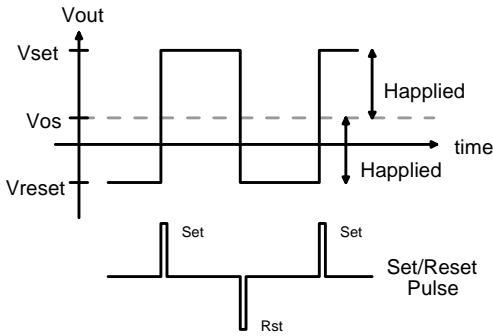 Vout
Vset
Happlied
Vos
time
Happlied
Vreset
Set
Set
Set/Reset
Pulse
Rst